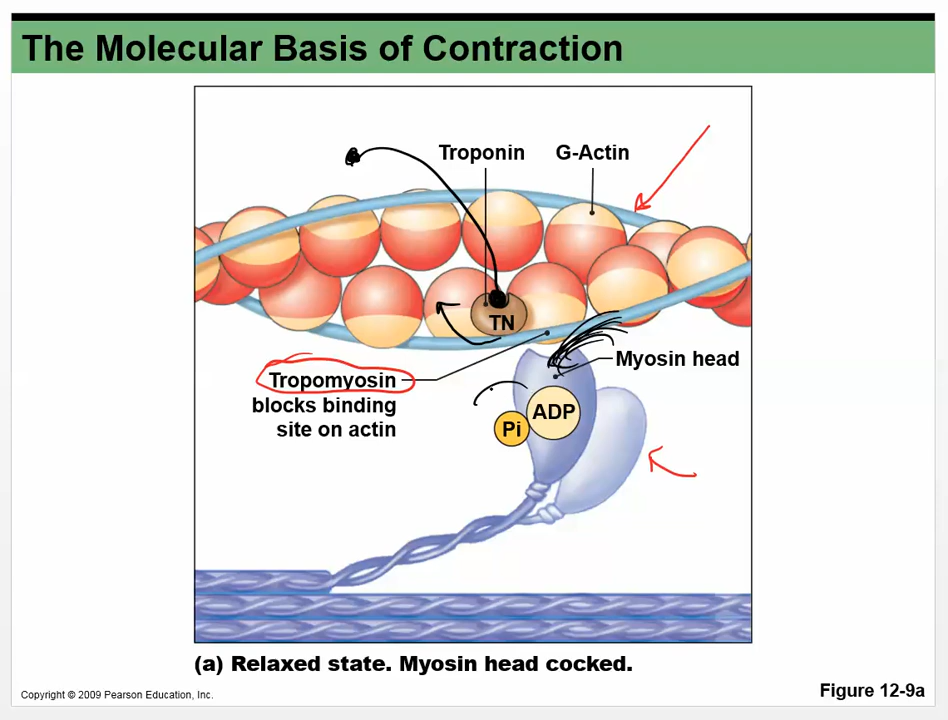 The Molecular Basis of Contraction
Troponin
G-Actin
TN
Myosin head
Tropomyosin
blocks binding
site on actin
ADP
Pi
(a) Relaxed state. Myosin head cocked.
Copyright © 2009 Pearson Education, Inc.
Figure 12-9a